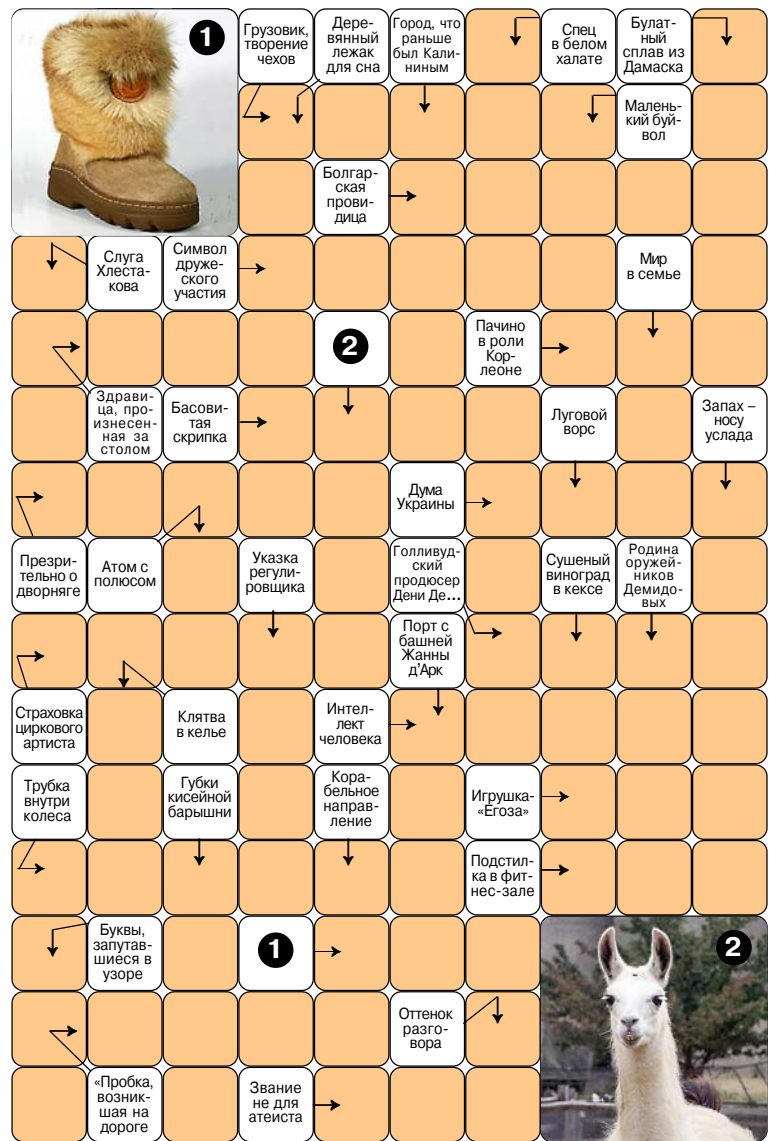 1
Грузовик,
творение
чехов
Дере-
вянный
лежак
для сна
Город, что
раньше
был Кали-
ниным
Спец
в белом
халате
Булат-
ный
сплав из
Дамаска
Малень-
кий буй-
вол
Болгар-
ская
прови-
дица
Слуга
Хлеста-
кова
Символ
друже-
ского
участия
Мир
в семье
2
Пачино
в роли
Кор-
леоне
Здрави-
ца, про-
изнесен-
ная за
столом
Басови-
тая
скрипка
Луговой
ворс
Запах –
носу
услада
Дума
Украины
Презри-
тельно о
дворняге
Атом с
полюсом
Указка
регули-
ровщика
Голливуд-
ский
продюсер
Дени Де...
Сушеный
виноград
в кексе
Родина
оружей-
ников
Демидо-
вых
Порт с
башней
Жанны
д’Арк
Страховка
циркового
артиста
Клятва
в келье
Интел-
лект
человека
Трубка
внутри
колеса
Губки
кисейной
барышни
Кора-
бельное
направ-
ление
Игрушка-
«Егоза»
Подстил-
ка в фит-
нес-зале
Буквы,
запутав-
шиеся в
узоре
1
2
Оттенок
разго-
вора
«Пробка,
возник-
шая на
дороге
Звание
не для
атеиста